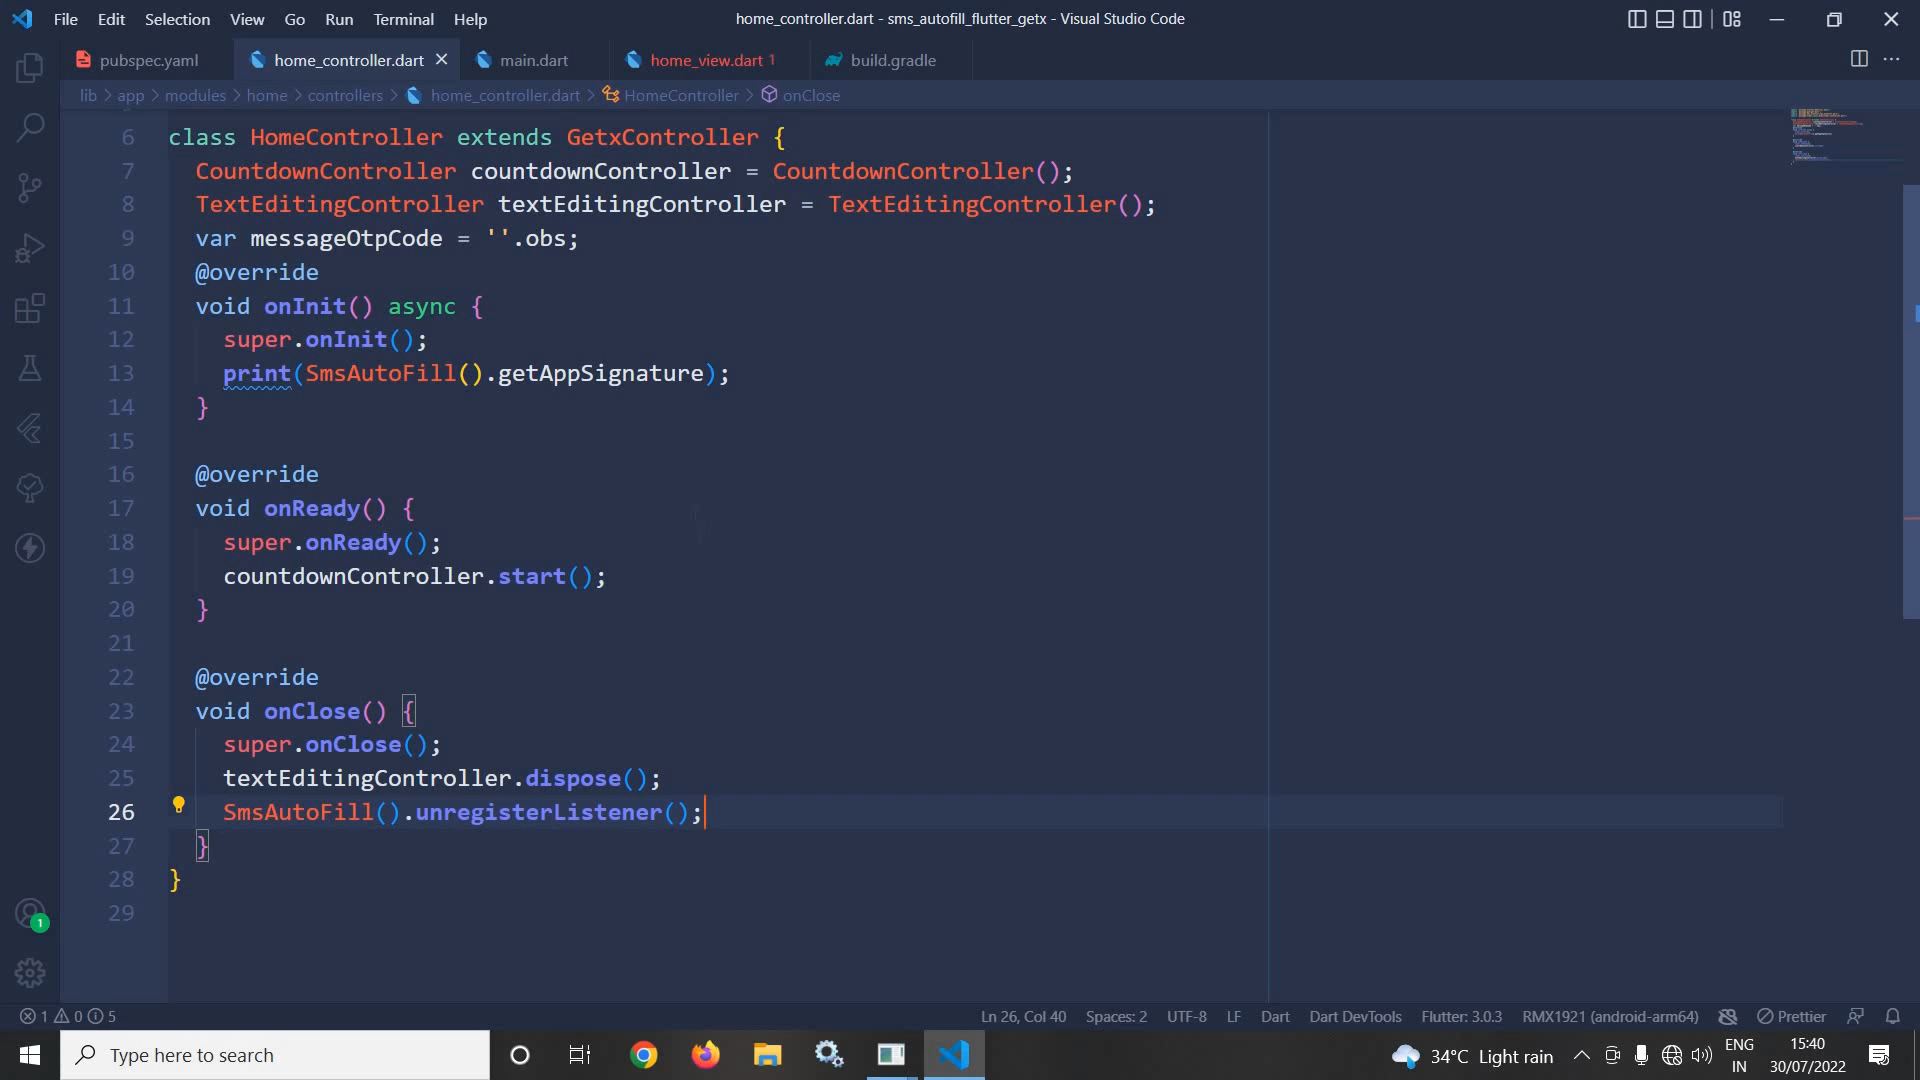 File Edit Selection View Go Run Terminal Help
home_controller.dart - sms_autofill_flutter_getx - Visual Studio Code
pubspec.yaml
home_controller.dart
main.dart
home_view.dart 1
build.gradle
lib > app > modules > home > controllers > home_controller.dart > HomeController > onClose
6 class HomeController extends GetxController {
7 CountdownController countdownController = CountdownController();
8 TextEditingController textEditingController = TextEditingController();
9 var messageOtpCode = ''.obs;
10 @override
11 void onInit() async {
12 super.onInit();
13 print(SmsAutoFill().getAppSignature);
14 }
15
16 @override
17 void onReady() {
18 super.onReady();
19 countdownController.start();
20 }
21
22 @override
23 void onClose() {
24 super.onClose();
25 textEditingController.dispose();
26 SmsAutoFill().unregisterListener();
27 }
28 }
29
1
1 0 5
Ln 26, Col 40 Spaces: 2 UTF-8 LF Dart Dart DevTools Flutter: 3.0.3 RMX1921 (android-arm64) Prettier
Type here to search
34°C Light rain
ENG
IN
15:40
30/07/2022